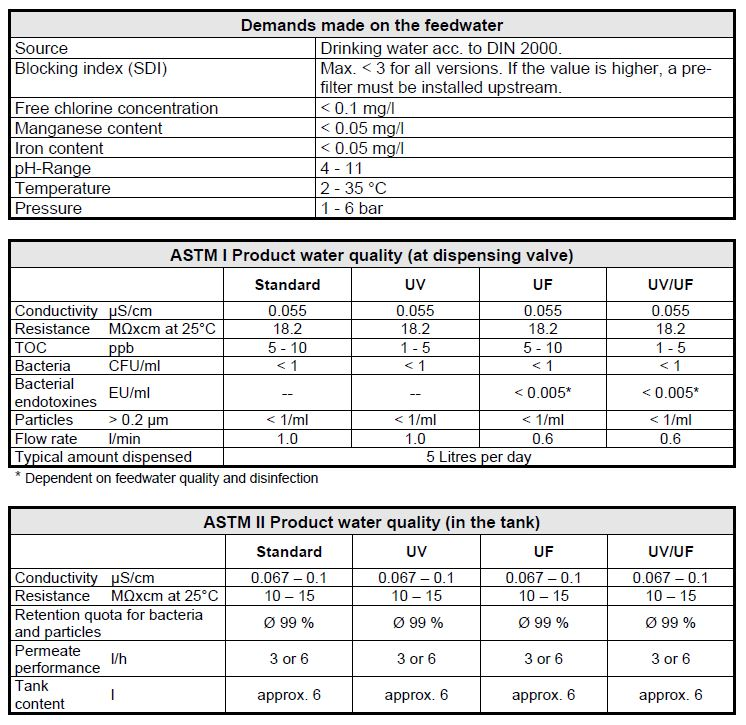 Demands made on the feedwater
Source Drinking water acc. to DIN 2000.
Blocking index (SDI) Max. < 3 for all versions. If the value is higher, a pre-
filter must be installed upstream.
Free chlorine concentration < 0.1 mg/l
Manganese content < 0.05 mg/l
Iron content < 0.05 mg/l
pH-Range 4 - 11
Temperature 2 - 35 °C
Pressure 1 - 6 bar
ASTM I Product water quality (at dispensing valve)
Standard UV UF UV/UF
Conductivity µS/cm 0.055 0.055 0.055 0.055
Resistance MΩxcm at 25°C 18.2 18.2 18.2 18.2
TOC ppb 5 - 10 1 - 5 5 - 10 1 - 5
Bacteria CFU/ml < 1 < 1 < 1 < 1
Bacterial
endotoxines EU/ml -- -- < 0.005* < 0.005*
Particles > 0.2 µm < 1/ml < 1/ml < 1/ml < 1/ml
Flow rate l/min 1.0 1.0 0.6 0.6
Typical amount dispensed 5 Litres per day
* Dependent on feedwater quality and disinfection
ASTM II Product water quality (in the tank)
Standard UV UF UV/UF
Conductivity µS/cm 0.067 – 0.1 0.067 – 0.1 0.067 – 0.1 0.067 – 0.1
Resistance MΩxcm at 25°C 10 – 15 10 – 15 10 – 15 10 – 15
Retention quota for bacteria
and particles Ø 99 % Ø 99 % Ø 99 % Ø 99 %
Permeate
performance l/h 3 or 6 3 or 6 3 or 6 3 or 6
Tank
content l approx. 6 approx. 6 approx. 6 approx. 6